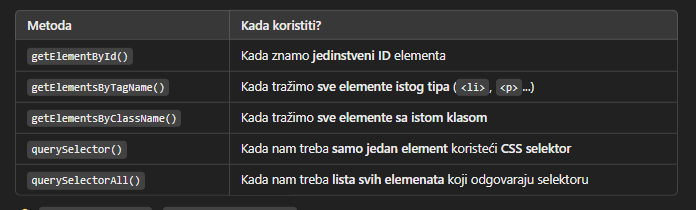 Metoda Kada koristiti?
getElementById() Kada znamo jedinstveni ID elementa
getElementsByTagName() Kada tražimo sve elemente istog tipa ( <li>, <p> ...)
getElementsByClassName() Kada tražimo sve elemente sa istom klasom
querySelector() Kada nam treba samo jedan element koristeći CSS selektor
querySelectorAll() Kada nam treba lista svih elemenata koji odgovaraju selektoru